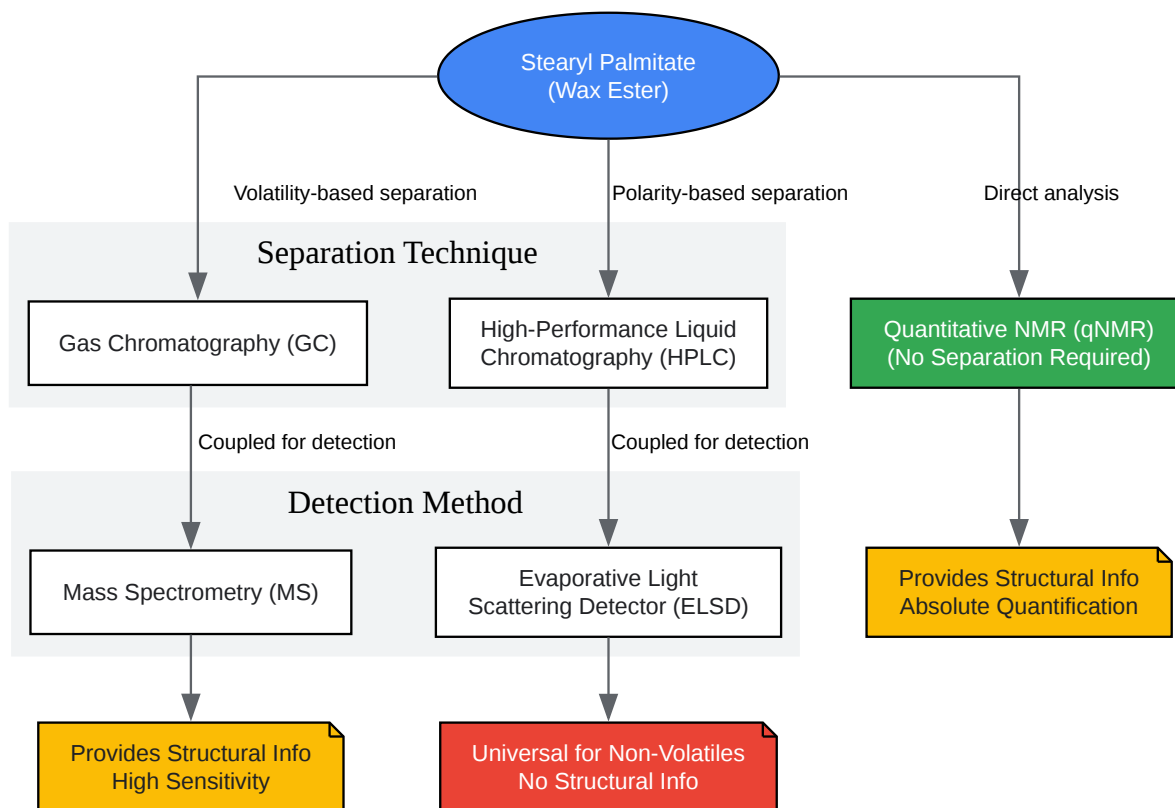 Stearyl Palmitate
(Wax Ester)
Volatility-based separation
Polarity-based separation
Direct analysis
Separation Technique
Gas Chromatography (GC)
High-Performance Liquid
Chromatography (HPLC)
Quantitative NMR (qNMR)
(No Separation Required)
Coupled for detection
Coupled for detection
Detection Method
Mass Spectrometry (MS)
Evaporative Light
Scattering Detector (ELSD)
Provides Structural Info
Absolute Quantification
Provides Structural Info
High Sensitivity
Universal for Non-Volatiles
No Structural Info